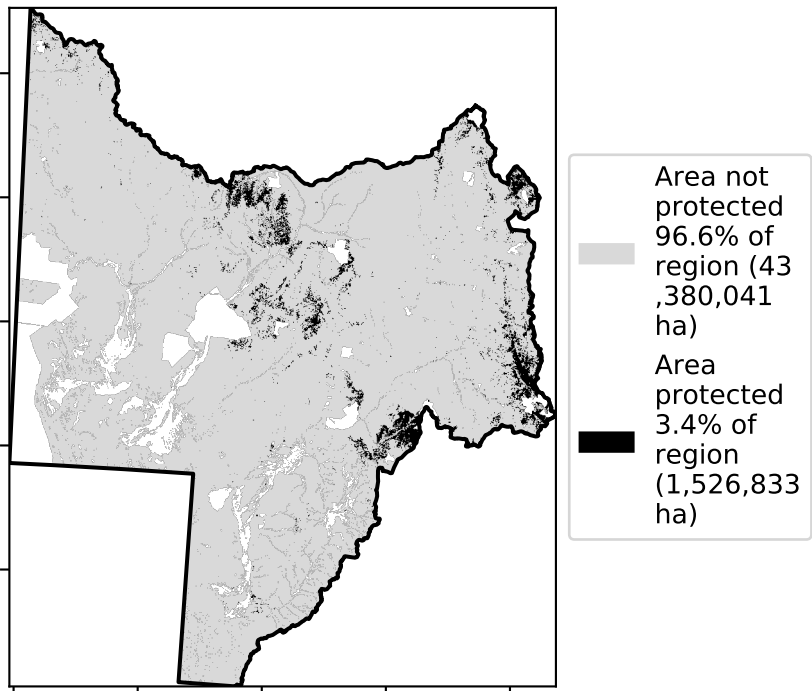 Area not
protected
96.6% of
region (43
,380,041
ha)
Area
protected
3.4% of
region
(1,526,833
ha)